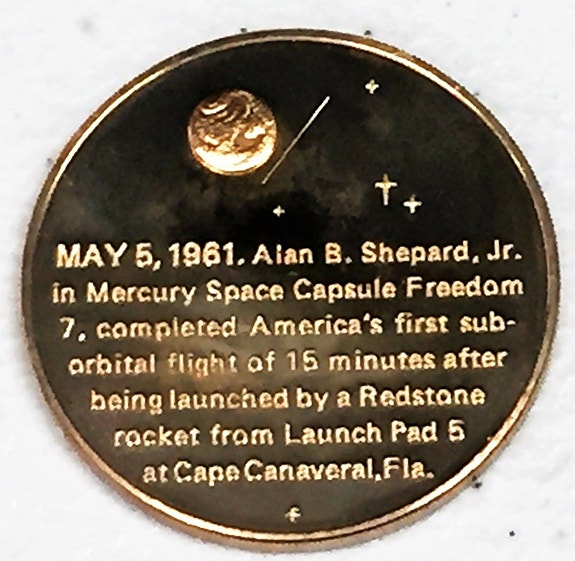 MAY 5, 1961. Alan B. Shepard, Jr.
in Mercury Space Capsule Freedom
7, completed America's first sub-
orbital flight of 15 minutes after
being launched by a Redstone
rocket from Launch Pad 5
at Cape Canaveral, Fla.